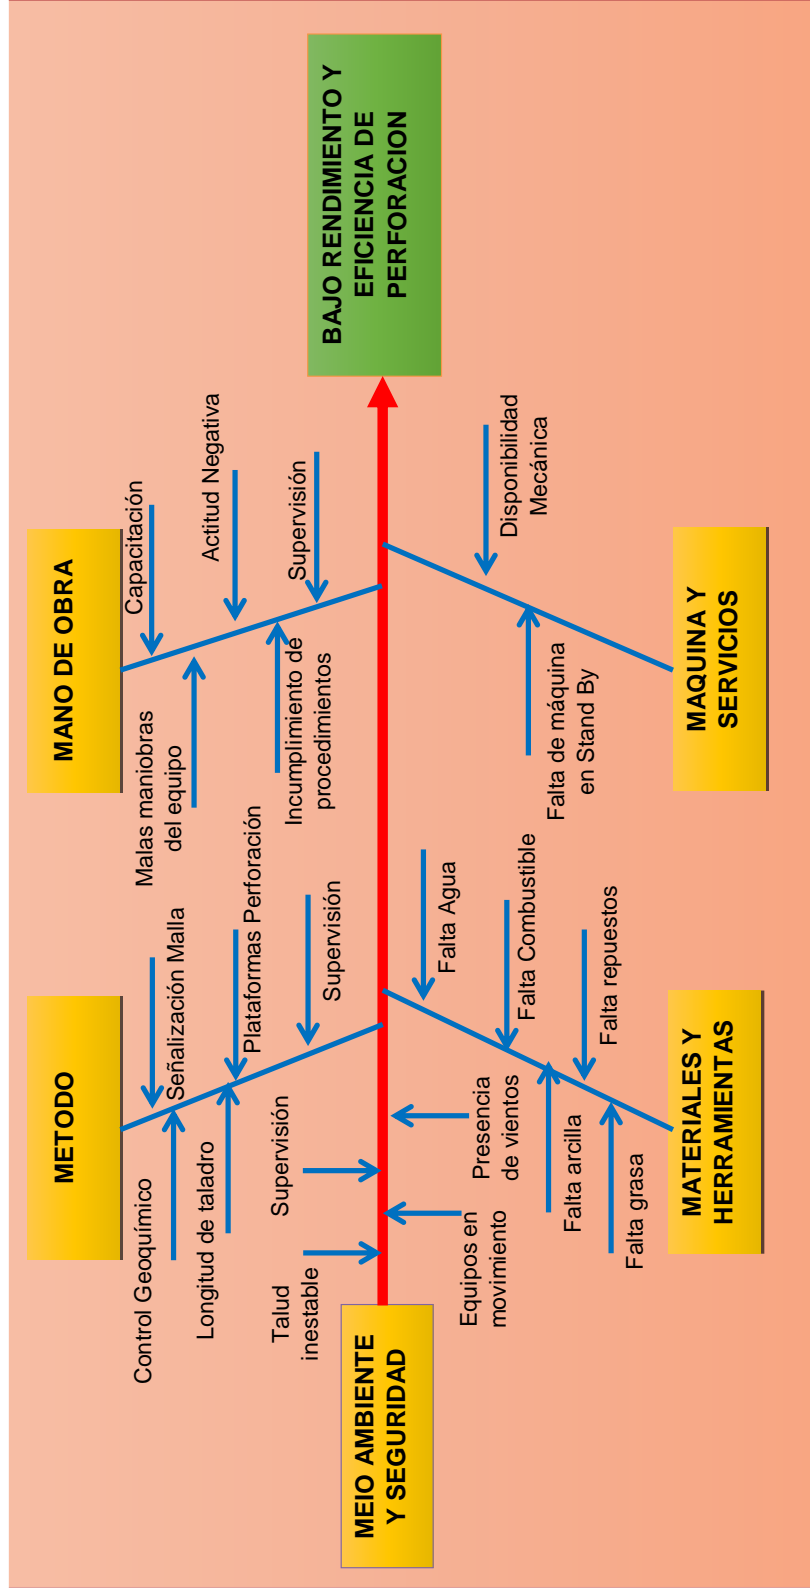 METODO
MANO DE OBRA
Control Geoquímico
Señalización Malla
Longitud de taladro
Plataformas Perforación
Supervisión
Malas maniobras
del equipo
Capacitación
Actitud Negativa
Incumplimiento de
procedimientos
Supervisión
Talud
inestable
Supervisión
MEIO AMBIENTE
Y SEGURIDAD
BAJO RENDIMIENTO Y
EFICIENCIA DE
PERFORACION
Equipos en
movimiento
Presencia
de vientos
Falta Agua
Falta Combustible
Falta arcilla
Falta repuestos
Falta grasa
Disponibilidad
Mecánica
Falta de máquina
en Stand By
MATERIALES Y
HERRAMIENTAS
MAQUINA Y
SERVICIOS